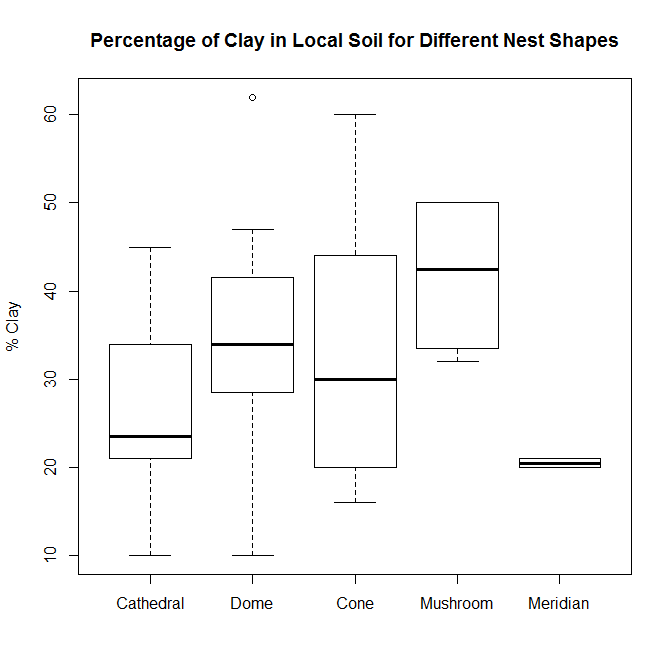 Percentage of Clay in Local Soil for Different Nest Shapes
60
50
40
30
20
10
% Clay
Cathedral Dome Cone Mushroom Meridian